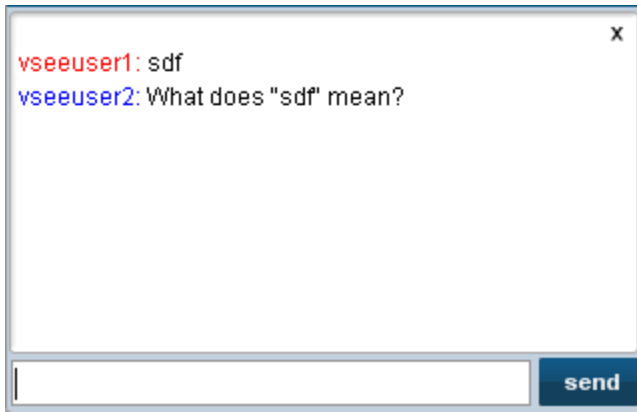 x
vseeuser1: sdf
vseeuser2: What does "sdf" mean?
send